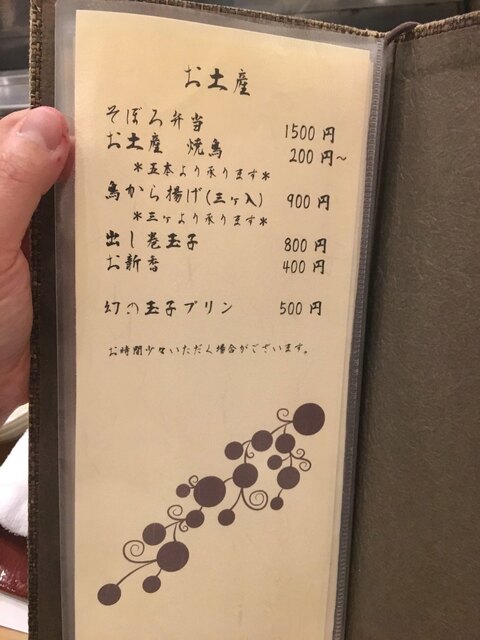 お土産
そぼろ弁当 1500円
お土産 焼鳥 200円~
*五本より承ります*
鳥から揚げ(三ヶ入) 900円
*三ヶより承ります*
出し巻玉子 800円
お新香 400円
幻の玉子プリン 500円
お時間少々いただく場合がございます。